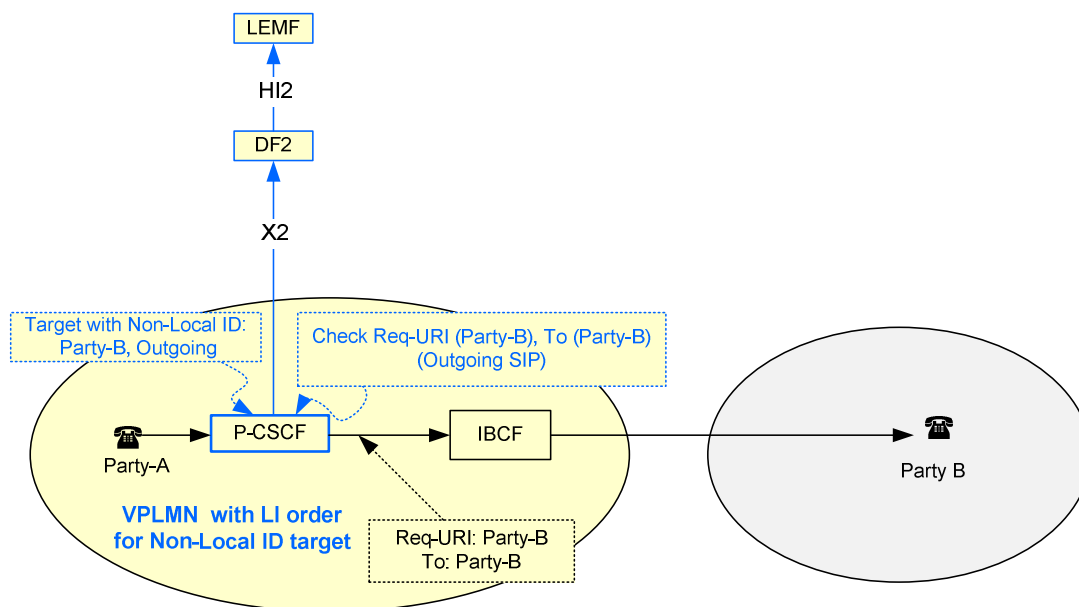 LEMF
HI2
DF2
X2
Target with Non-Local ID:
Party-B, Outgoing
Check Req-URI (Party-B), To (Party-B)
(Outgoing SIP)
P-CSCF
IBCF
Party-A
Party B
VPLMN with LI order
for Non-Local ID target
Req-URI: Party-B
To: Party-B